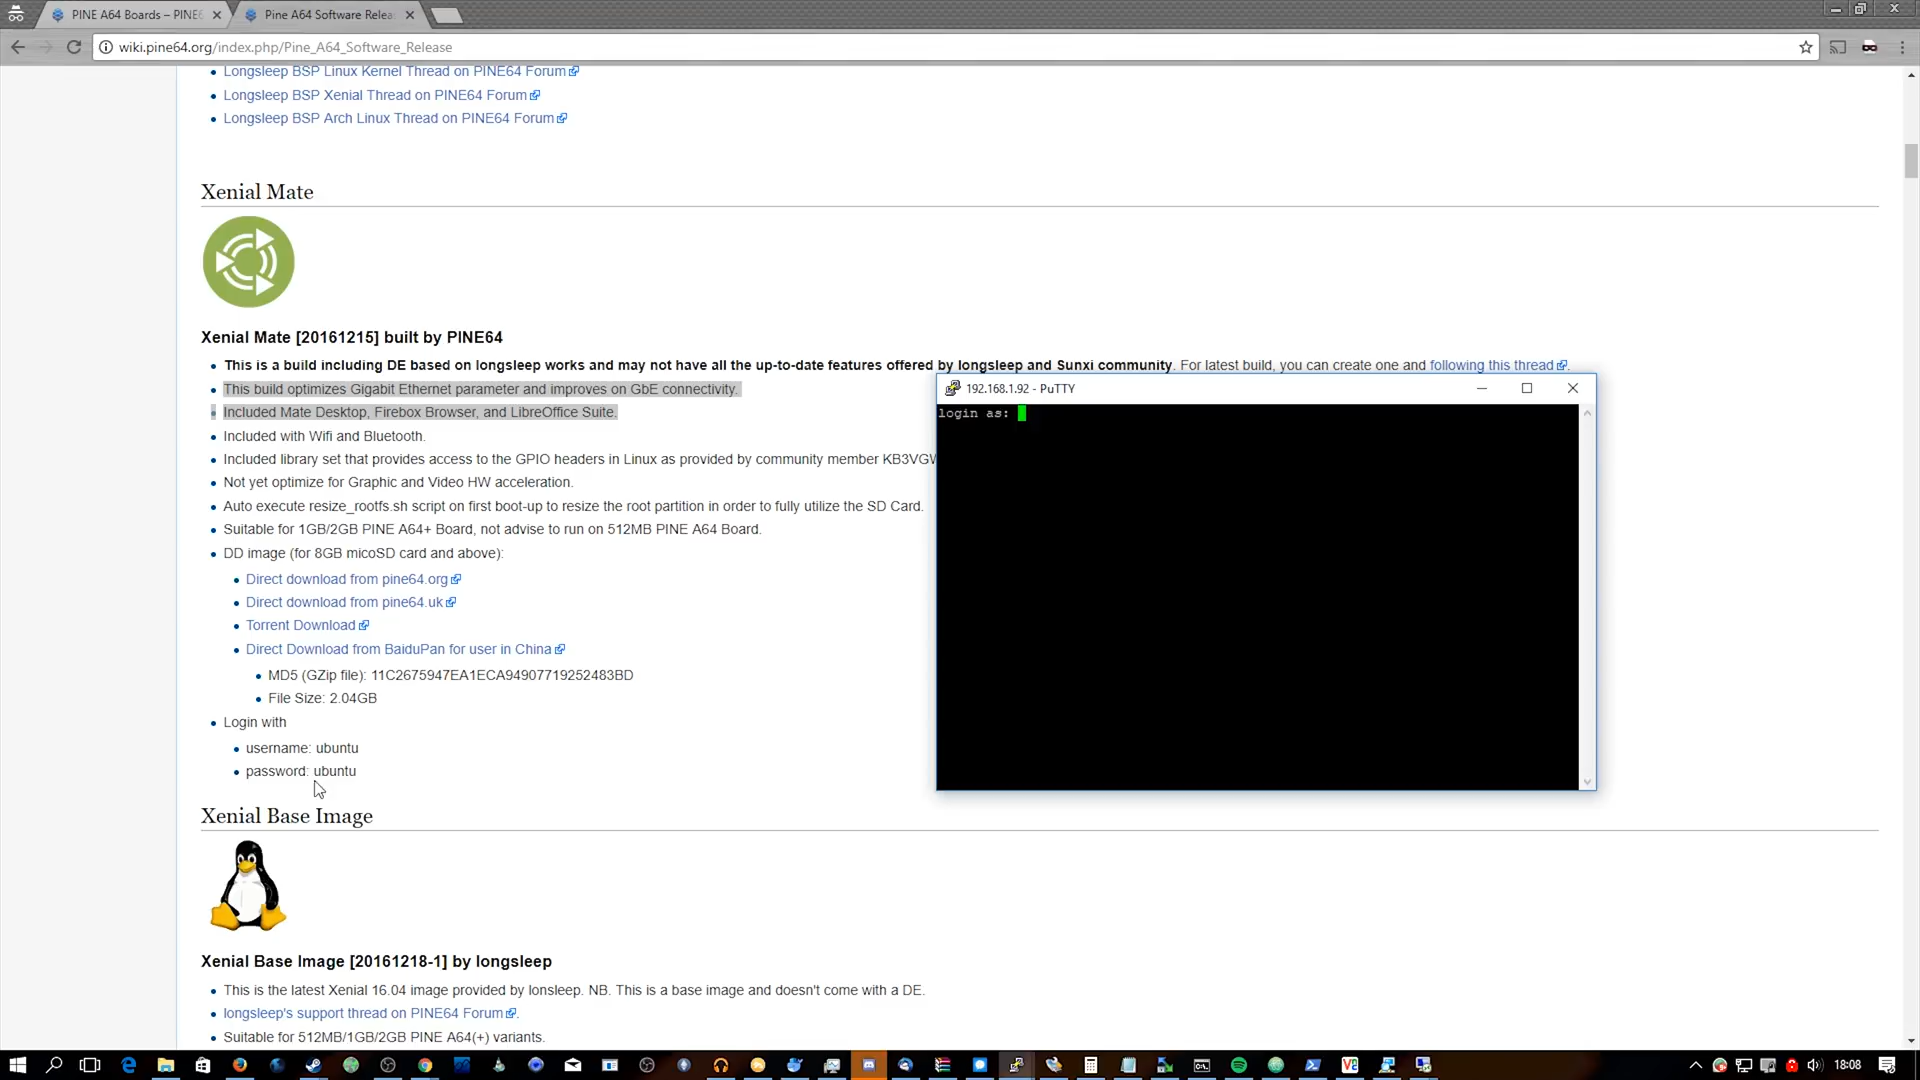 PINE A64 Boards – PINE6
Pine A64 Software Relea
wiki.pine64.org/index.php/Pine_A64_Software_Release
Longsleep BSP Linux Kernel Thread on PINE64 Forum
Longsleep BSP Xenial Thread on PINE64 Forum
Longsleep BSP Arch Linux Thread on PINE64 Forum
Xenial Mate
Xenial Mate [20161215] built by PINE64
This is a build including DE based on longsleep works and may not have all the up-to-date features offered by longsleep and Sunxi community. For latest build, you can create one and following this thread.
This build optimizes Gigabit Ethernet parameter and improves on GbE connectivity.
Included Mate Desktop, Firebox Browser, and LibreOffice Suite.
Included with Wifi and Bluetooth.
Included library set that provides access to the GPIO headers in Linux as provided by community member KB3VGW
Not yet optimize for Graphic and Video HW acceleration.
Auto execute resize_rootfs.sh script on first boot-up to resize the root partition in order to fully utilize the SD Card.
Suitable for 1GB/2GB PINE A64+ Board, not advise to run on 512MB PINE A64 Board.
DD image (for 8GB micoSD card and above):
Direct download from pine64.org
Direct download from pine64.uk
Torrent Download
Direct Download from BaiduPan for user in China
MD5 (GZip file): 11C2675947EA1ECA94907719252483BD
File Size: 2.04GB
Login with
username: ubuntu
password: ubuntu
192.168.1.92 - PuTTY
login as:
Xenial Base Image
Xenial Base Image [20161218-1] by longsleep
This is the latest Xenial 16.04 image provided by lonsleep. NB. This is a base image and doesn't come with a DE.
longsleep's support thread on PINE64 Forum.
Suitable for 512MB/1GB/2GB PINE A64(+) variants.
18:08